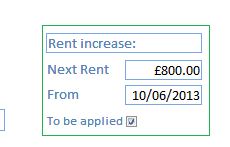 Rent increase:
Next Rent £800.00
From 10/06/2013
To be applied